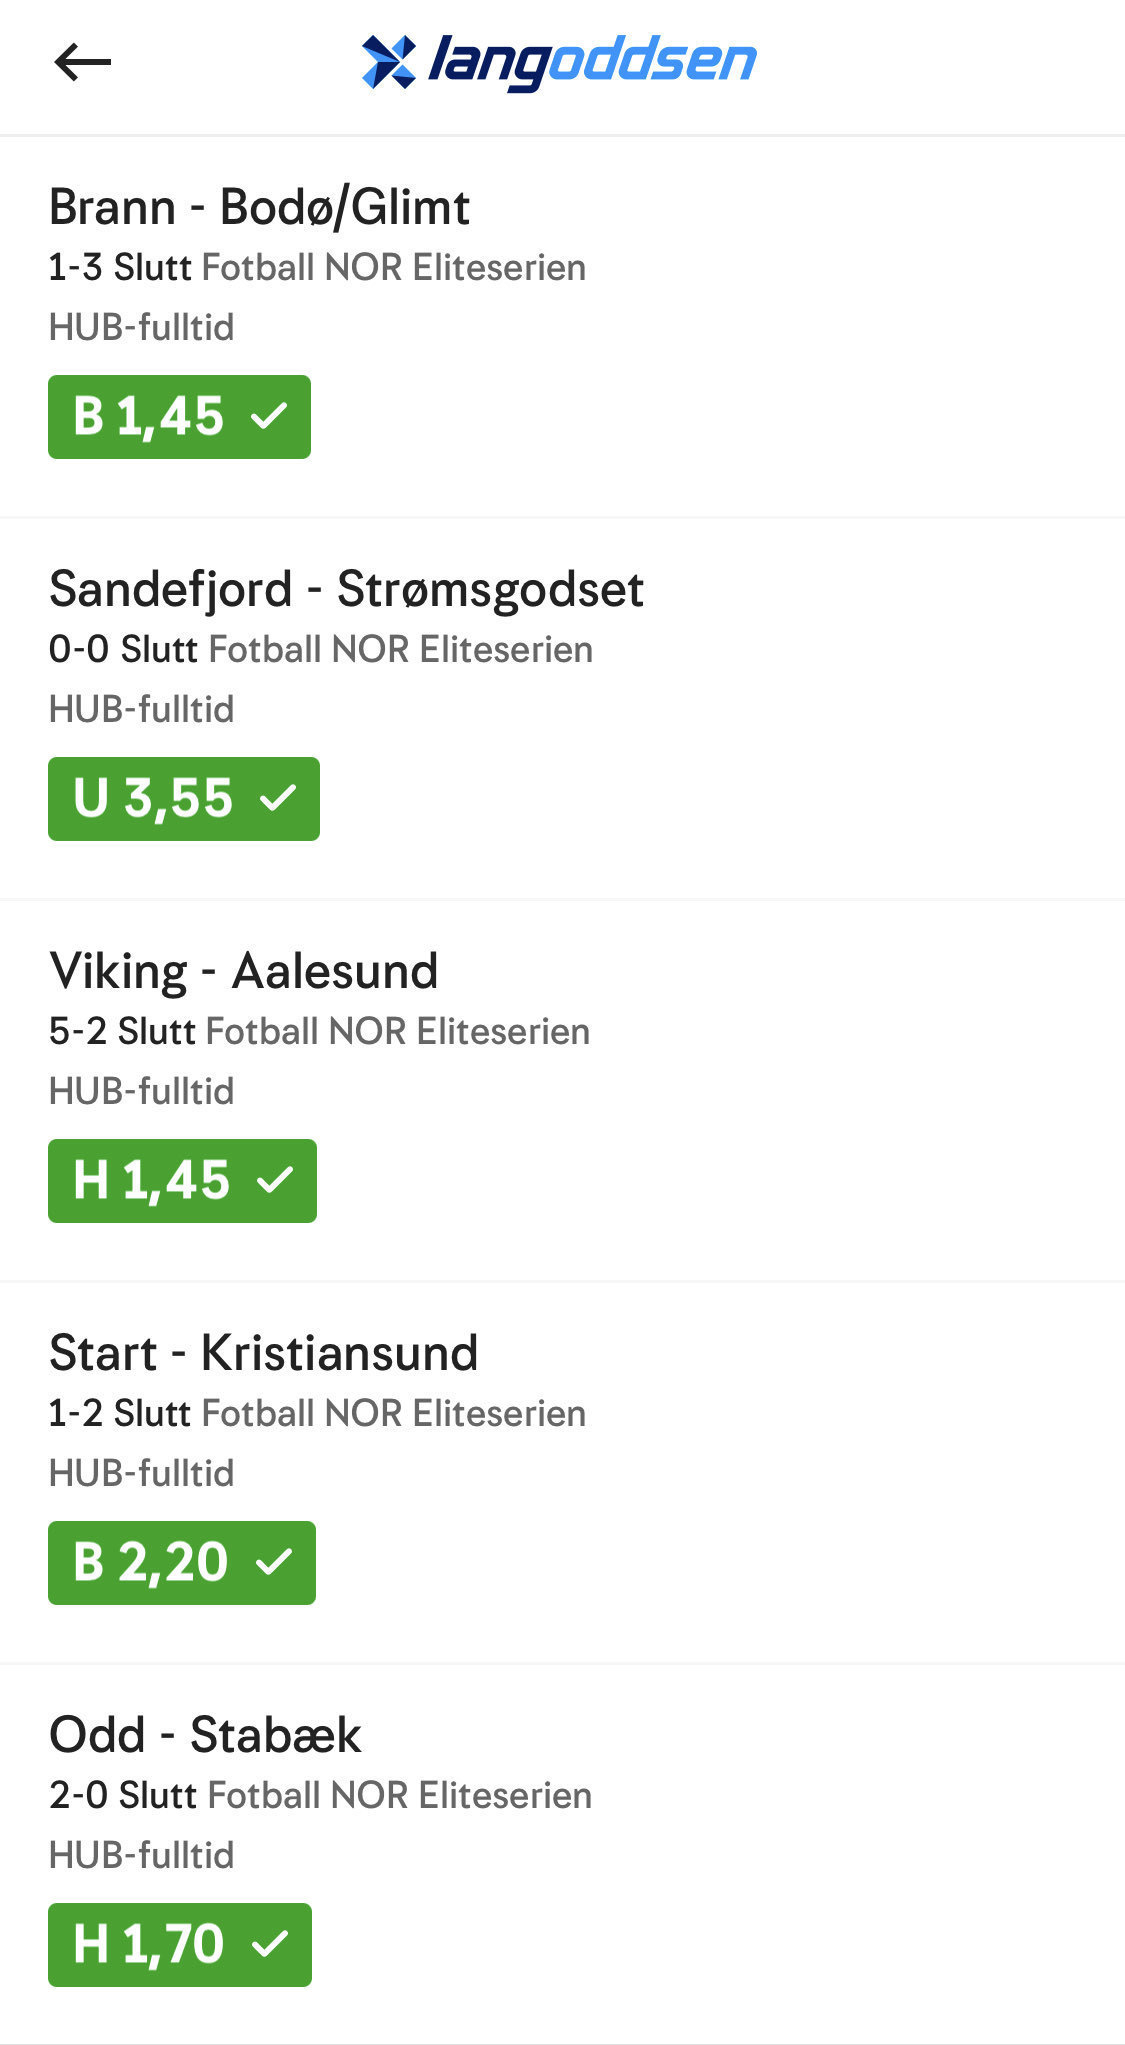 langoddsen
Brann - Bodø/Glimt
1-3 Slutt Fotball NOR Eliteserien
HUB-fulltid
B 1,45
Sandefjord - Strømsgodset
0-0 Slutt Fotball NOR Eliteserien
HUB-fulltid
U 3,55
Viking - Aalesund
5-2 Slutt Fotball NOR Eliteserien
HUB-fulltid
H 1,45
Start - Kristiansund
1-2 Slutt Fotball NOR Eliteserien
HUB-fulltid
B 2,20
Odd - Stabæk
2-0 Slutt Fotball NOR Eliteserien
HUB-fulltid
H 1,70